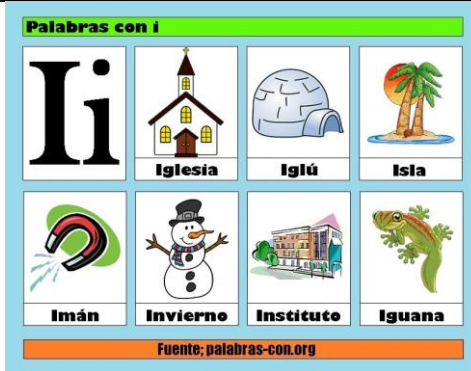 Palabras con i
Ii
Iglesia
Iglú
Isla
Imán
Invierno
Instituto
Iguana
Fuente; palabras-con.org